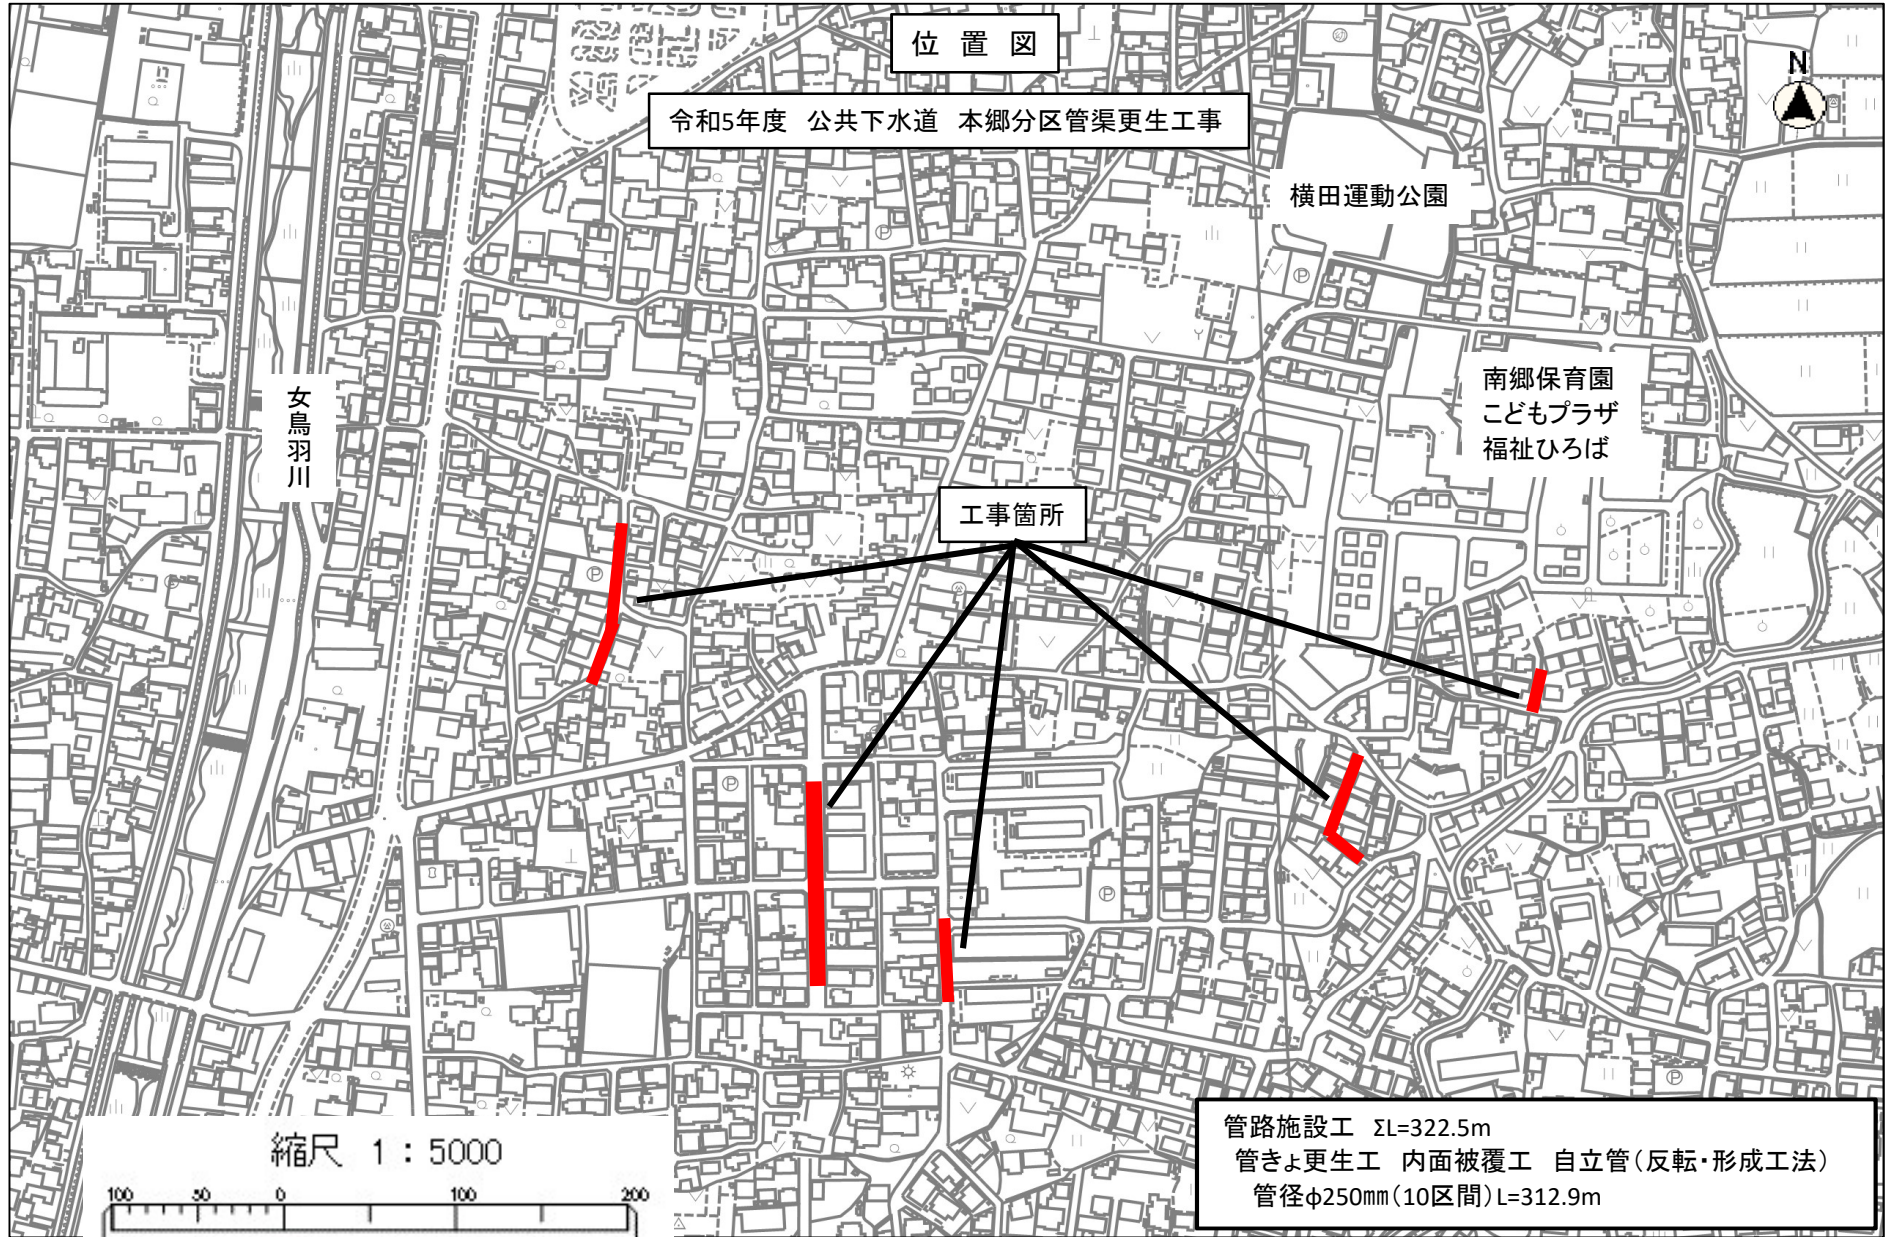 位 置 図
令和5年度 公共下水道 本郷分区管渠更生工事
N
横田運動公園
南郷保育園
こどもプラザ
福祉ひろば
女鳥羽川
工事箇所
縮尺 1:5000
100 50 0 100 200
管路施設工 ΣL=322.5m
管きょ更生工 内面被覆工 自立管(反転・形成工法)
管径φ250㎜(10区間)L=312.9m